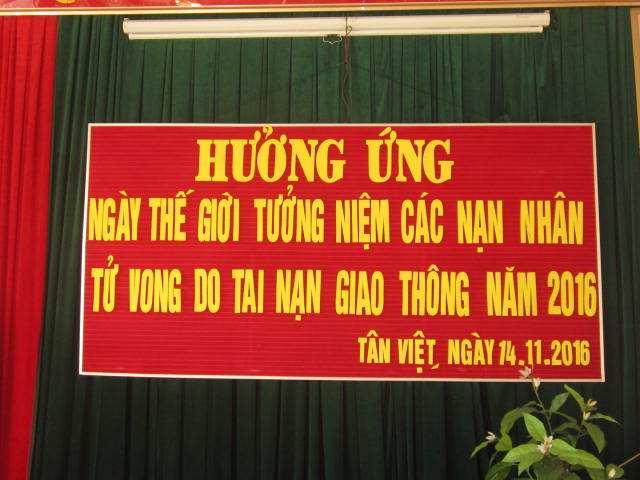 HƯỞNG ỨNG
NGÀY THẾ GIỜI TƯỞNG NIỆM CÁC NẠN NHÂN
TỬ VONG DO TAI NẠN GIAO THÔNG NĂM 2016
TÂN VIỆT, NGÀY 14.11.2016